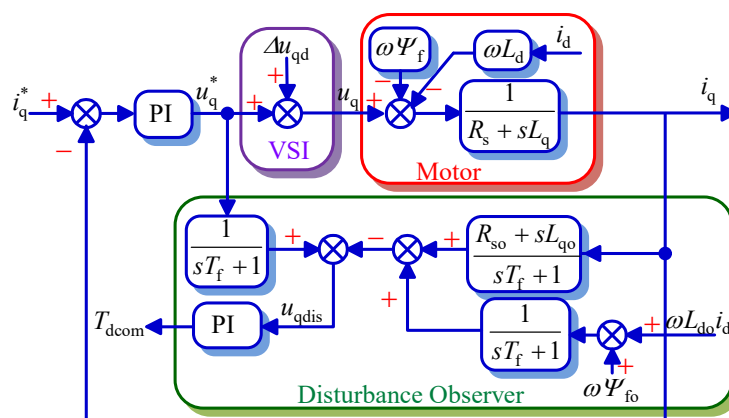 Δu_qd
+
ωΨ_f
ωL_d
i_d
i_q^*
+
PI
u_q^*
+
u_q
+
−
−
1/(R_s + sL_q)
i_q
−
VSI
Motor
1/(sT_f + 1)
+
−
+
(R_so + sL_qo)/(sT_f + 1)
+
T_dcom
PI
u_qdis
1/(sT_f + 1)
+
ωL_do i_d
+
ωΨ_fo
Disturbance Observer